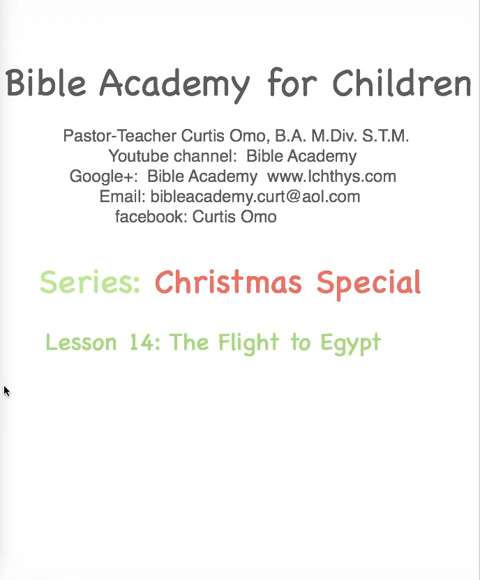 Bible Academy for Children
Pastor-Teacher Curtis Omo, B.A. M.Div. S.T.M.
Youtube channel:  Bible Academy
Google+:  Bible Academy  www.lchthys.com
Email: bibleacademy.curt@aol.com
facebook: Curtis Omo
Series: Christmas Special
Lesson 14: The Flight to Egypt